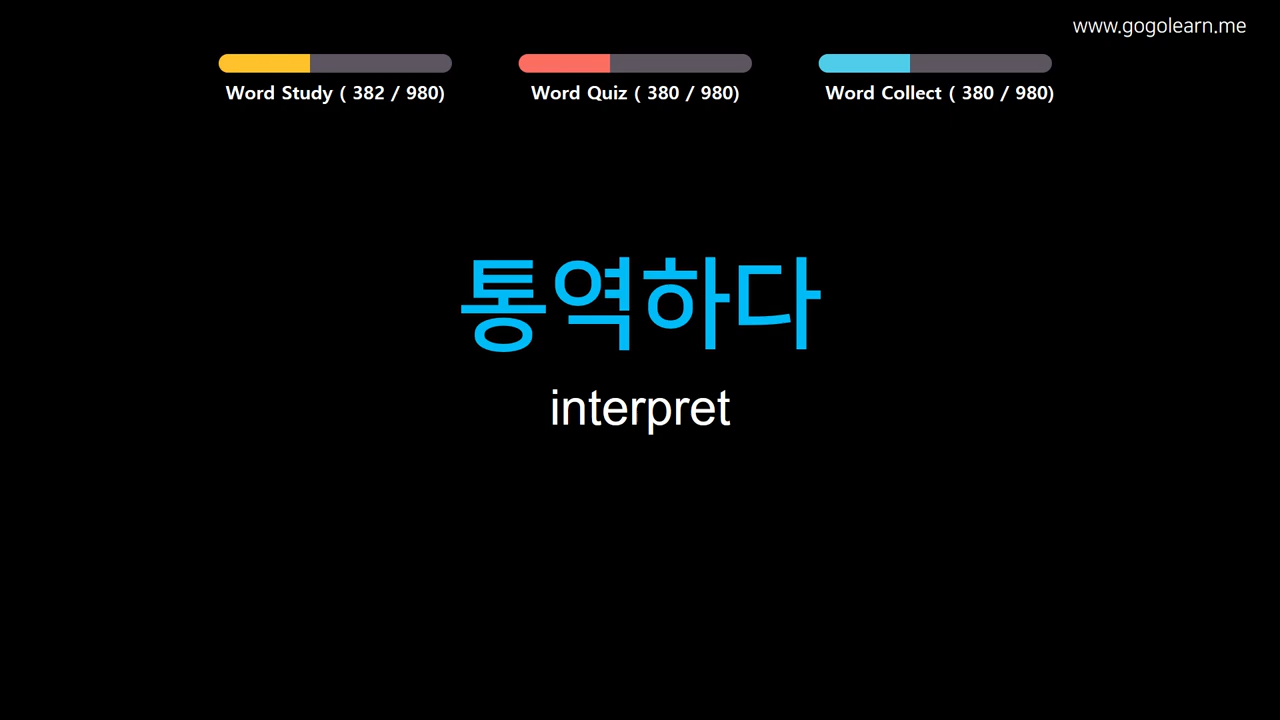 www.gogolearn.me
Word Study ( 382 / 980)
Word Quiz ( 380 / 980)
Word Collect ( 380 / 980)
통역하다
interpret